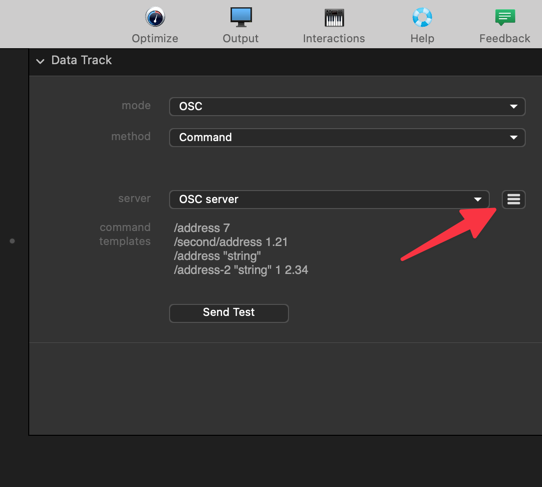 Optimize
Output
Interactions
Help
Feedback
Data Track
mode
OSC
method
Command
server
OSC server
command
templates
/address 7
/second/address 1.21
/address "string"
/address-2 "string" 1 2.34
Send Test